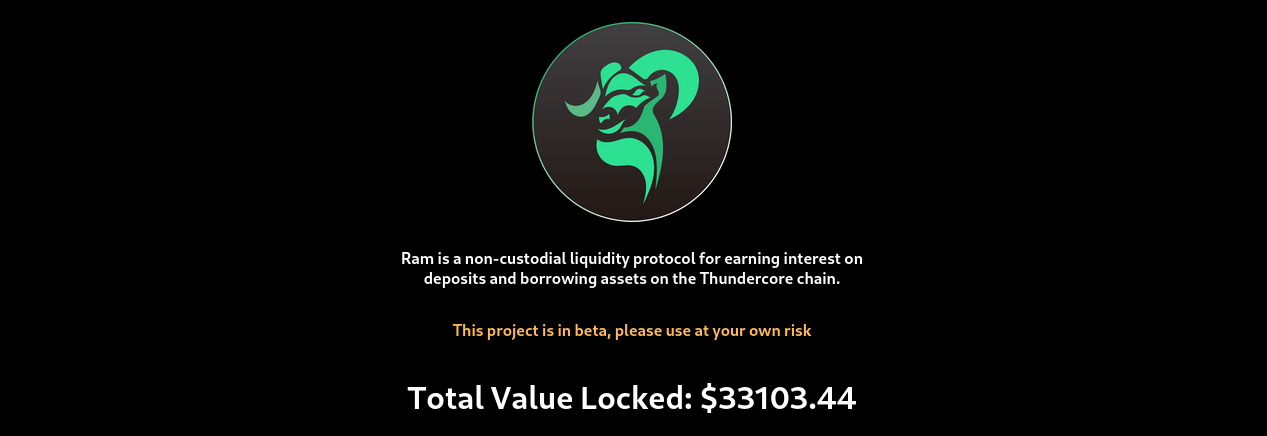 Ram is a non-custodial liquidity protocol for earning interest on
deposits and borrowing assets on the Thundercore chain.
This project is in beta, please use at your own risk
Total Value Locked: $33103.44